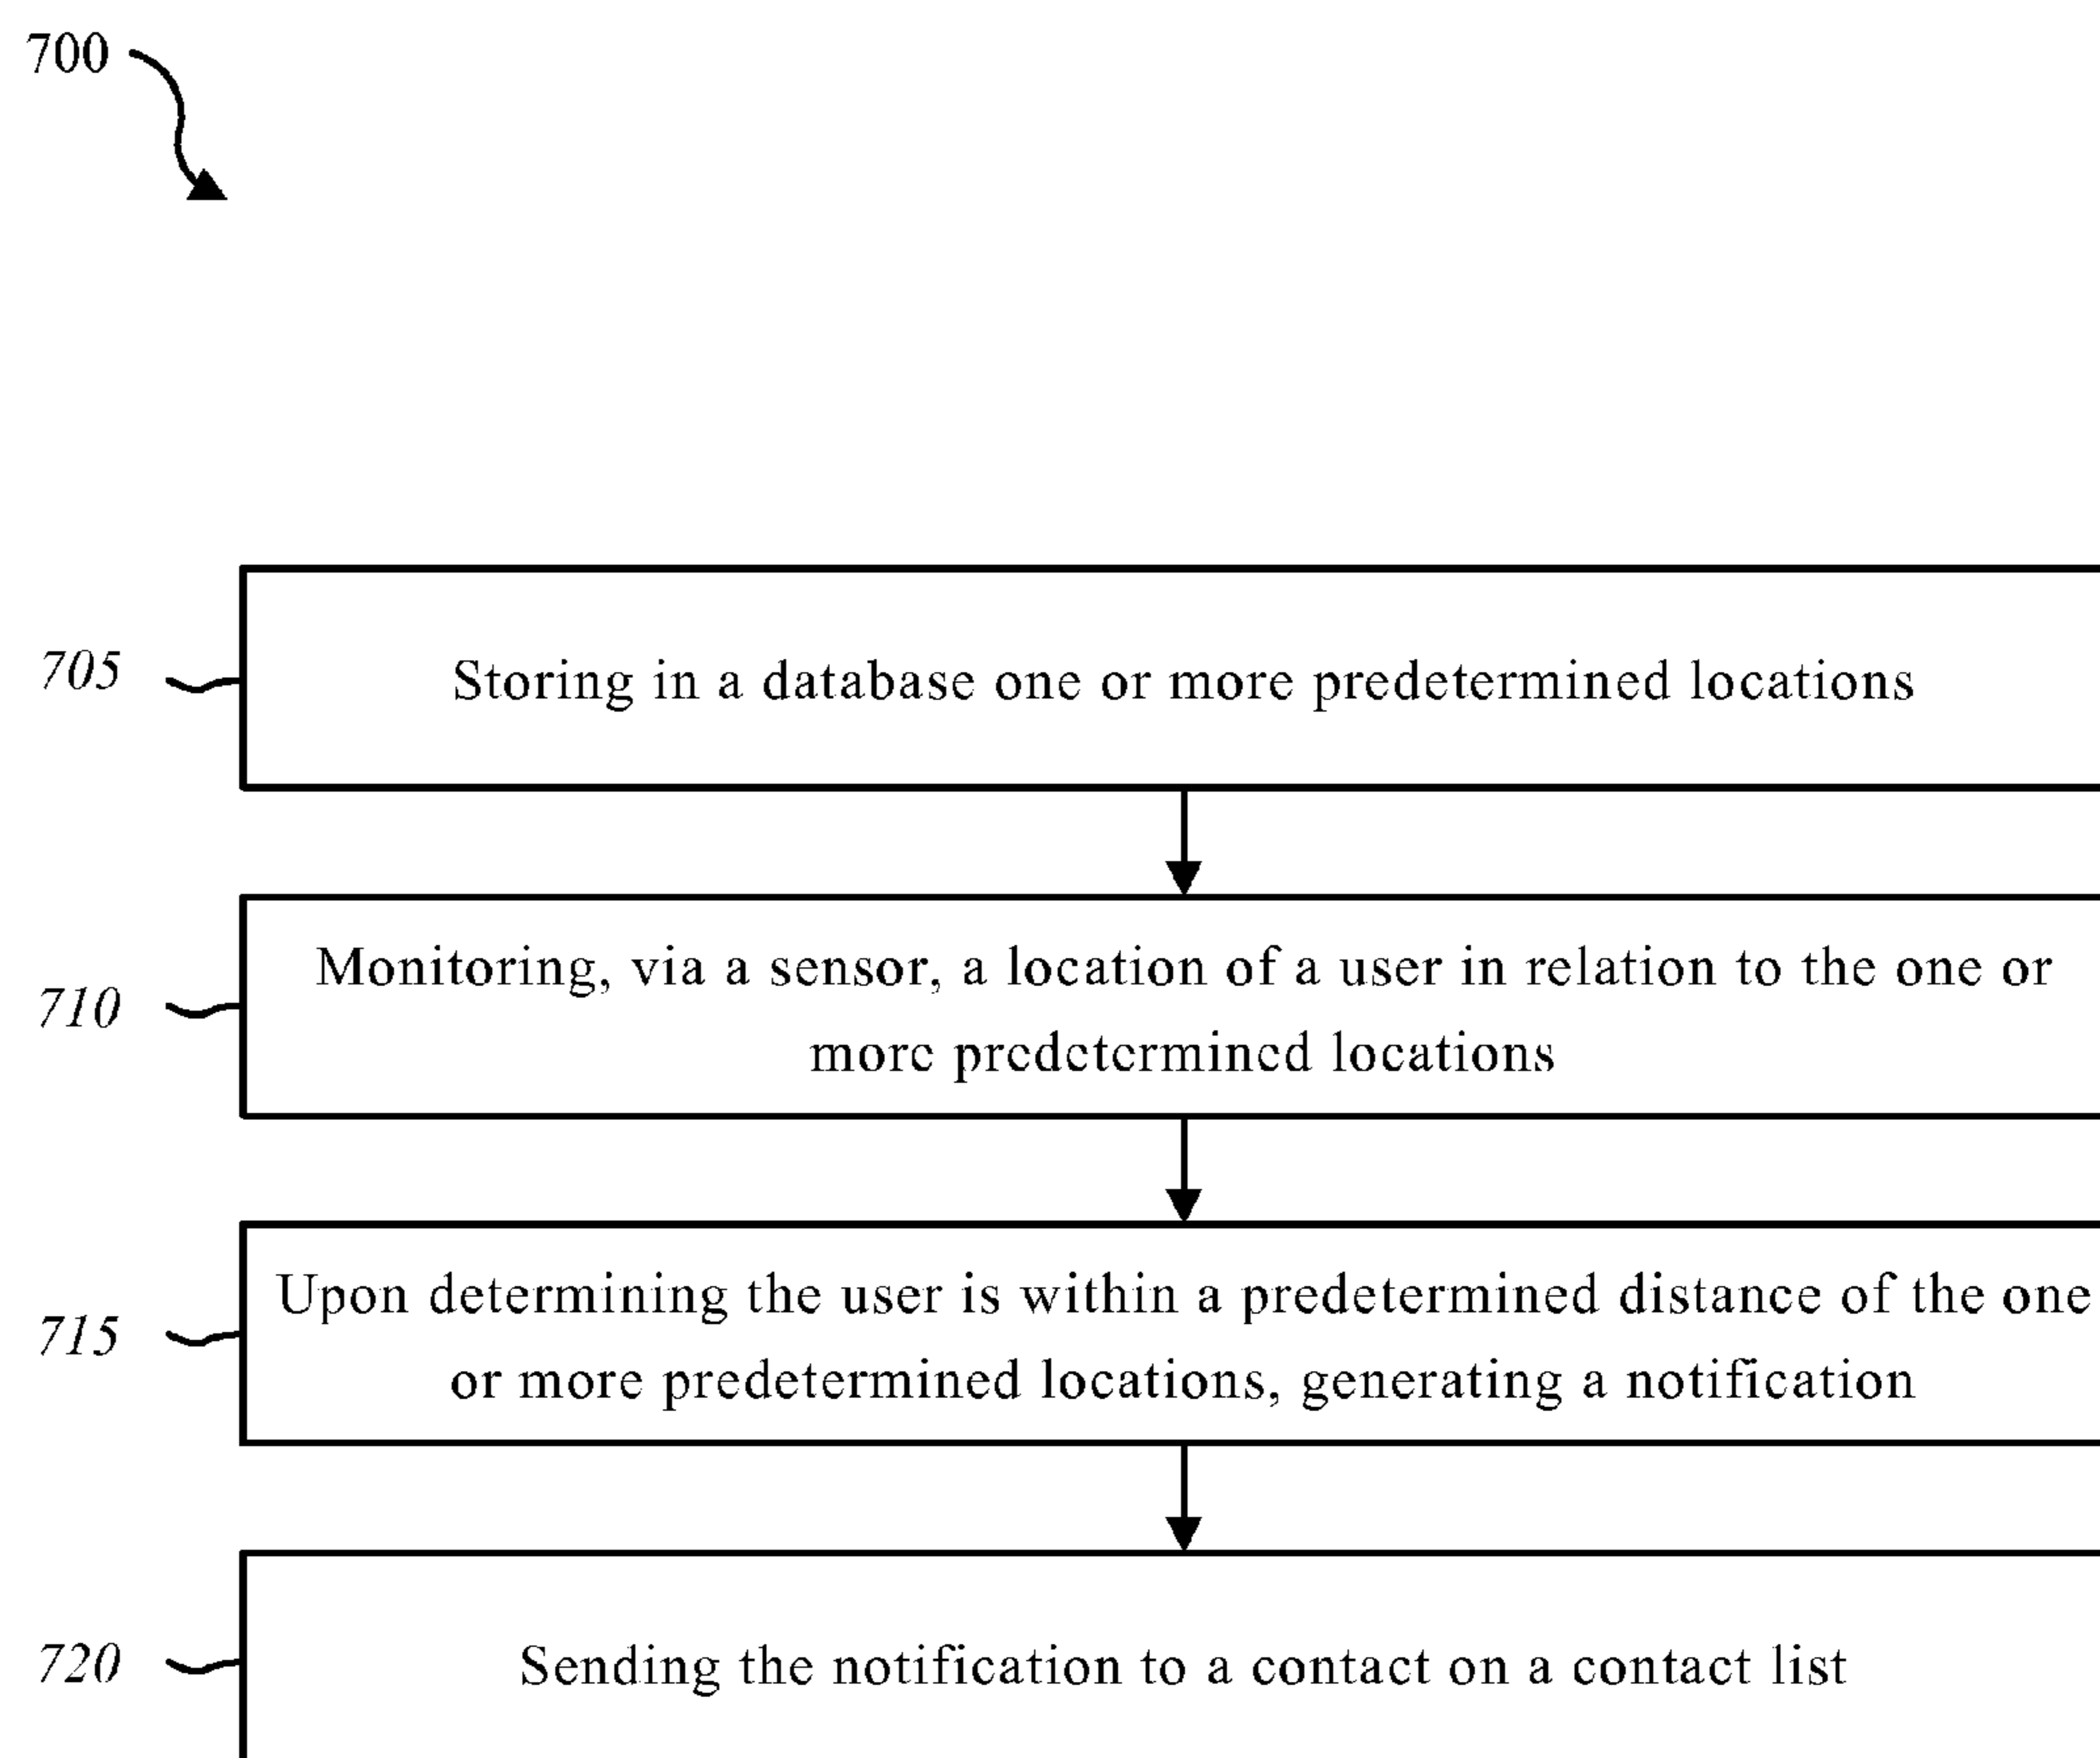 700
705
Storing in a database one or more predetermined locations
710
Monitoring, via a sensor, a location of a user in relation to the one or
more predetermined locations
715
Upon determining the user is within a predetermined distance of the one
or more predetermined locations, generating a notification
720
Sending the notification to a contact on a contact list